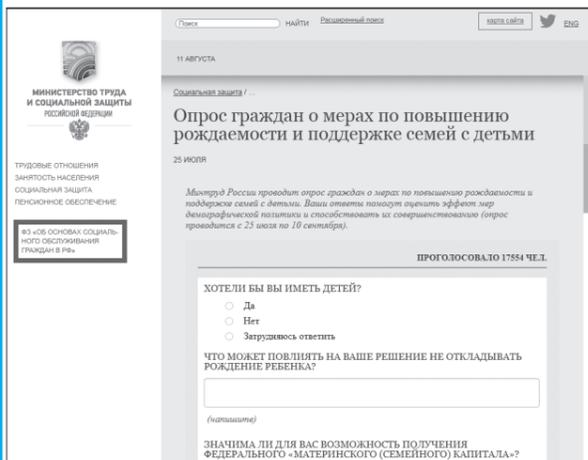 Поиск НАЙТИ Расширенный поиск карта сайта ENG
11 АВГУСТА
МИНИСТЕРСТВО ТРУДА
И СОЦИАЛЬНОЙ ЗАЩИТЫ
РОССИЙСКОЙ ФЕДЕРАЦИИ
ТРУДОВЫЕ ОТНОШЕНИЯ
ЗАНЯТОСТЬ НАСЕЛЕНИЯ
СОЦИАЛЬНАЯ ЗАЩИТА
ПЕНСИОННОЕ ОБЕСПЕЧЕНИЕ
ФЗ «ОБ ОСНОВАХ СОЦИАЛЬ-
НОГО ОБСЛУЖИВАНИЯ
ГРАЖДАН В РФ»
Социальная защита / ...
Опрос граждан о мерах по повышению
рождаемости и поддержке семей с детьми
25 ИЮЛЯ
Минтруд России проводит опрос граждан о мерах по повышению рождаемости и
поддержке семей с детьми. Ваши ответы помогут оценить эффект мер
демографической политики и способствовать их совершенствованию (опрос
проводится с 25 июля по 10 сентября).
ПРОГОЛОСОВАЛО 17554 ЧЕЛ.
ХОТЕЛИ БЫ ВЫ ИМЕТЬ ДЕТЕЙ?
Да
Нет
Затрудняюсь ответить
ЧТО МОЖЕТ ПОВЛИЯТЬ НА ВАШЕ РЕШЕНИЕ НЕ ОТКЛАДЫВАТЬ
РОЖДЕНИЕ РЕБЕНКА?
(напишите)
ЗНАЧИМА ЛИ ДЛЯ ВАС ВОЗМОЖНОСТЬ ПОЛУЧЕНИЯ
ФЕДЕРАЛЬНОГО «МАТЕРИНСКОГО (СЕМЕЙНОГО) КАПИТАЛА»?